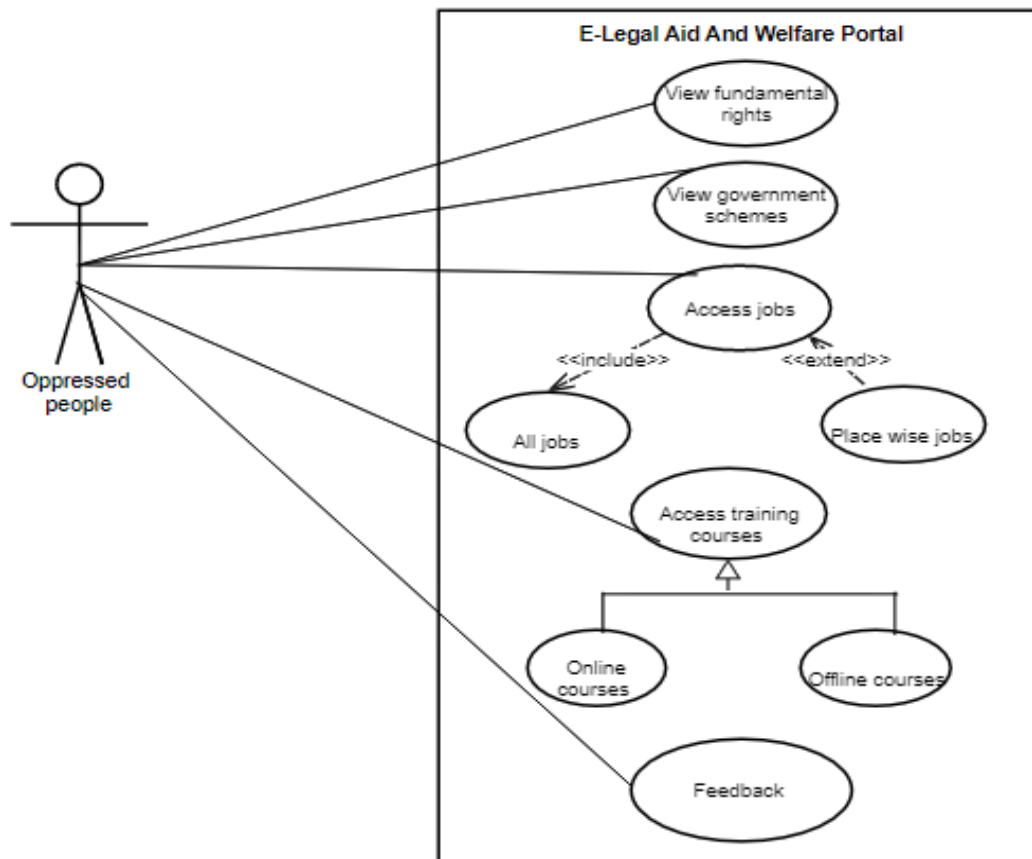 E-Legal Aid And Welfare Portal
View fundamental
rights
View government
schemes
Access jobs
<<include>>
<<extend>>
Oppressed
people
All jobs
Place wise jobs
Access training
courses
Online
courses
Offline courses
Feedback